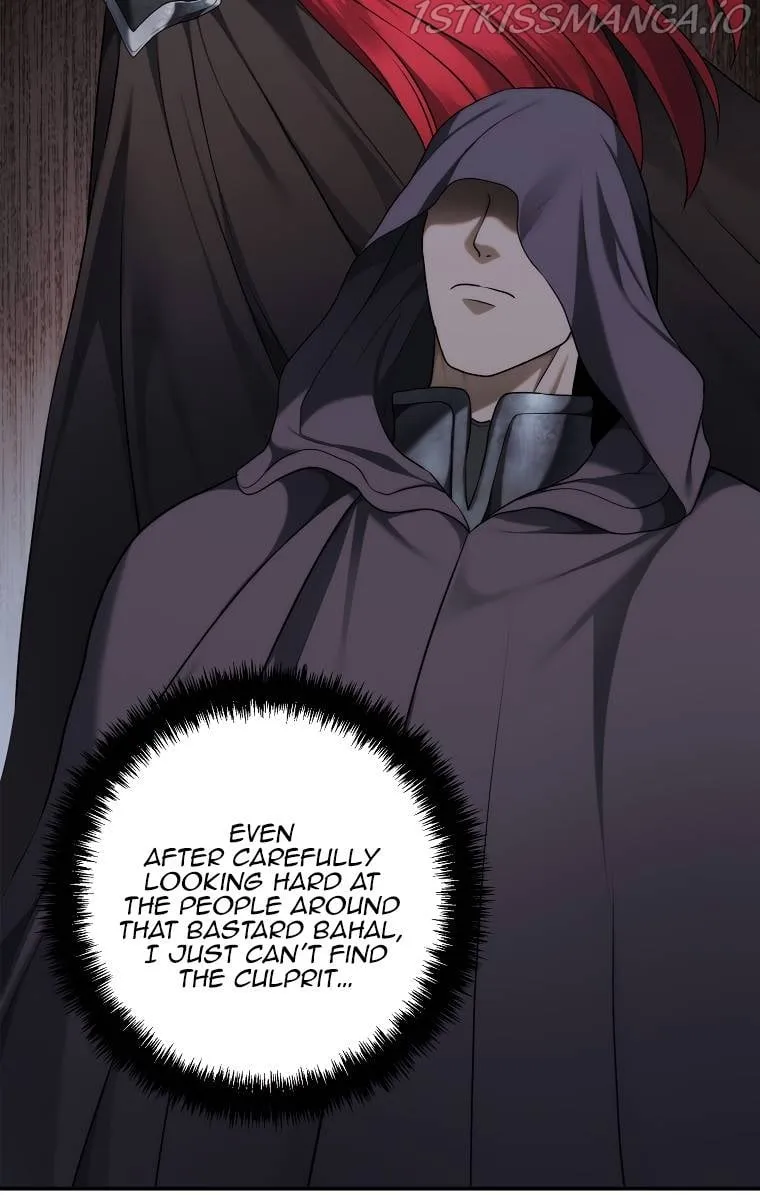 1STKISSMANGA.IO
EVEN
AFTER CAREFULLY
LOOKING HARD AT
THE PEOPLE AROUND
THAT BASTARD BAHAL,
I JUST CAN'T FIND
THE CULPRIT...